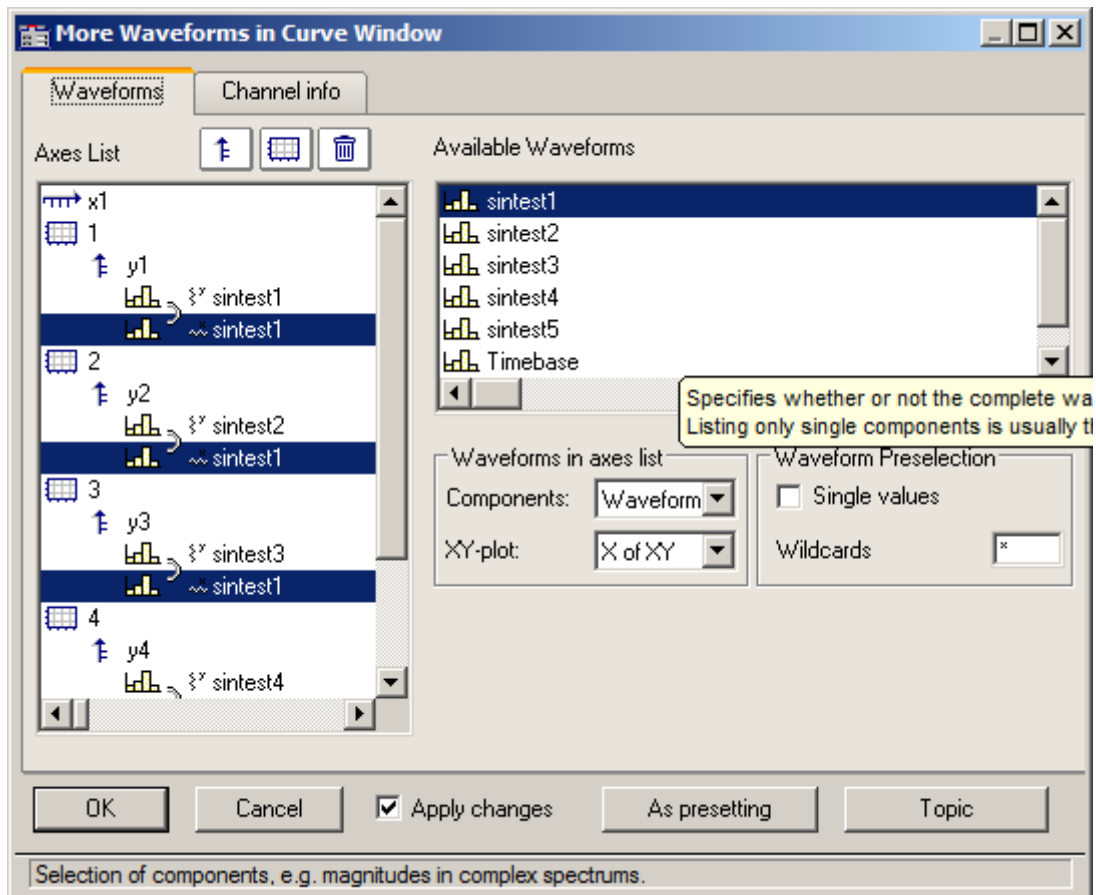 More Waveforms in Curve Window
Waveforms
Channel info
Axes List
Available Waveforms
x1
1
y1
sintest1
sintest1
2
y2
sintest2
sintest1
3
y3
sintest3
sintest1
4
y4
sintest4
sintest1
sintest2
sintest3
sintest4
sintest5
Timebase
Specifies whether or not the complete wa
Listing only single components is usually th
Waveforms in axes list
Components: Waveform
XY-plot: X of XY
Waveform Preselection
Single values
Wildcards *
OK
Cancel
Apply changes
As presetting
Topic
Selection of components, e.g. magnitudes in complex spectrums.